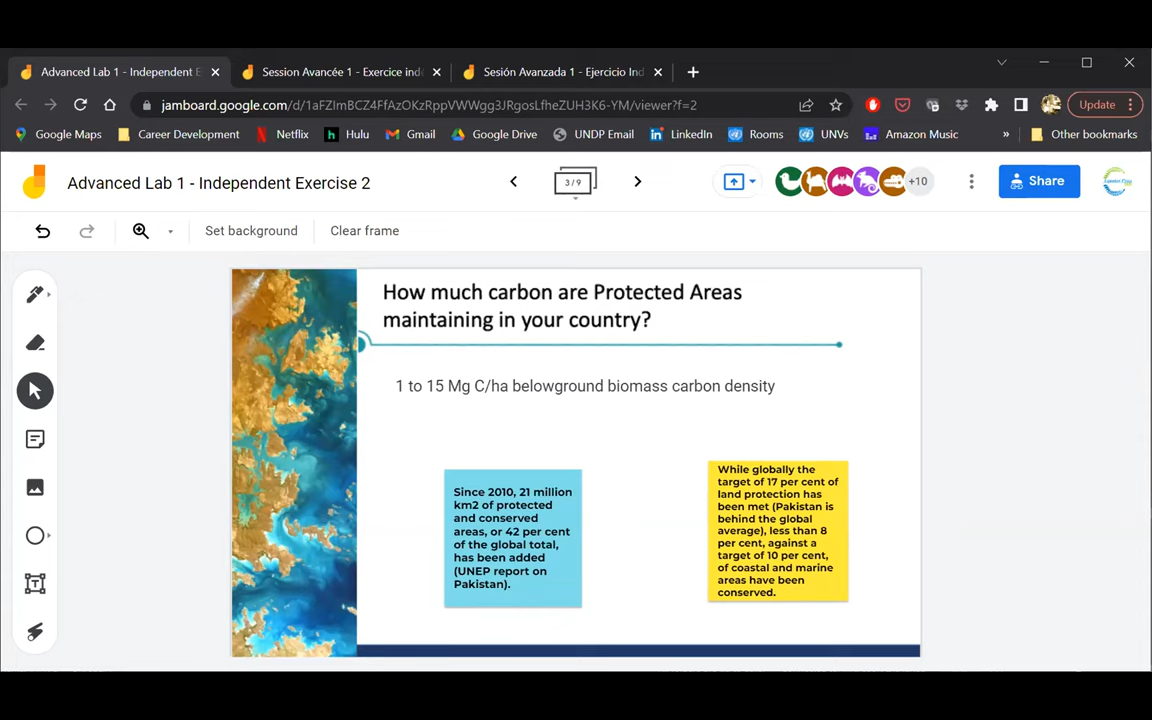 Advanced Lab 1 - Independent E
Session Avancée 1 - Exercice ind
Sesión Avanzada 1 - Ejercicio Ind
jamboard.google.com/d/1aFZlmBCZ4FfAzOKzRppVWWgg3JRgosLfheZUH3K6-YM/viewer?f=2
Update
Google Maps
Career Development
Netflix
Hulu
Gmail
Google Drive
UNDP Email
LinkedIn
Rooms
UNVs
Amazon Music
»
Other bookmarks
Advanced Lab 1 - Independent Exercise 2
3/9
+10
Share
Set background
Clear frame
How much carbon are Protected Areas
maintaining in your country?
1 to 15 Mg C/ha belowground biomass carbon density
Since 2010, 21 million
km2 of protected
and conserved
areas, or 42 per cent
of the global total,
has been added
(UNEP report on
Pakistan).
While globally the
target of 17 per cent of
land protection has
been met (Pakistan is
behind the global
average), less than 8
per cent, against a
target of 10 per cent,
of coastal and marine
areas have been
conserved.